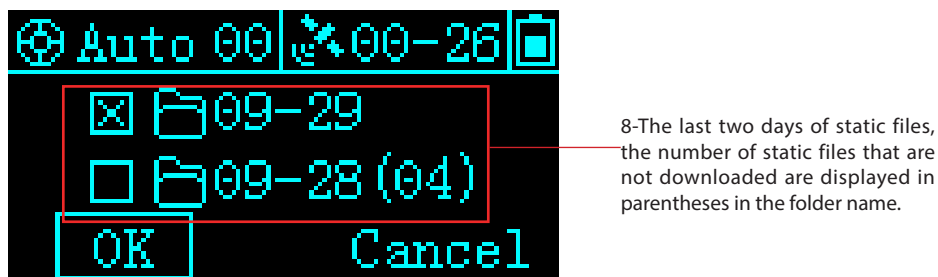 Auto 00 00-26
09-29
09-28(04)
OK Cancel
8-The last two days of static files,
the number of static files that are
not downloaded are displayed in
parentheses in the folder name.